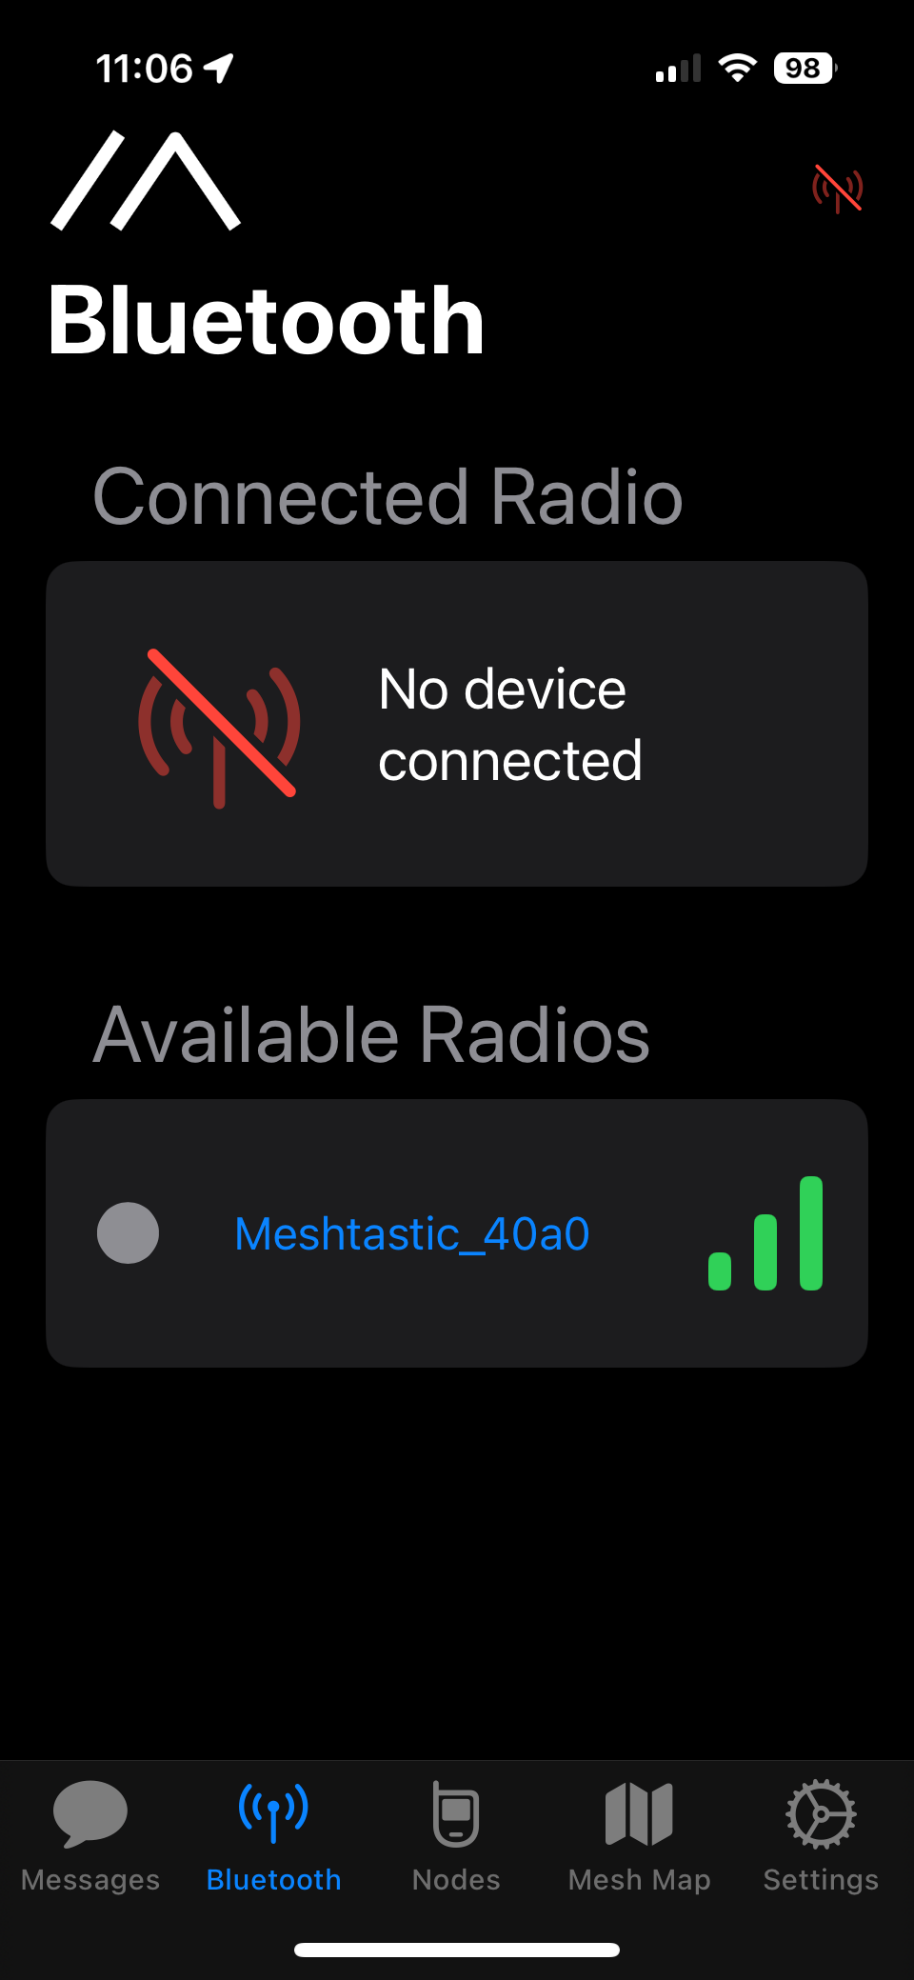 11:06
98
Bluetooth
Connected Radio
No device
connected
Available Radios
Meshtastic_40a0
Messages
Bluetooth
Nodes
Mesh Map
Settings